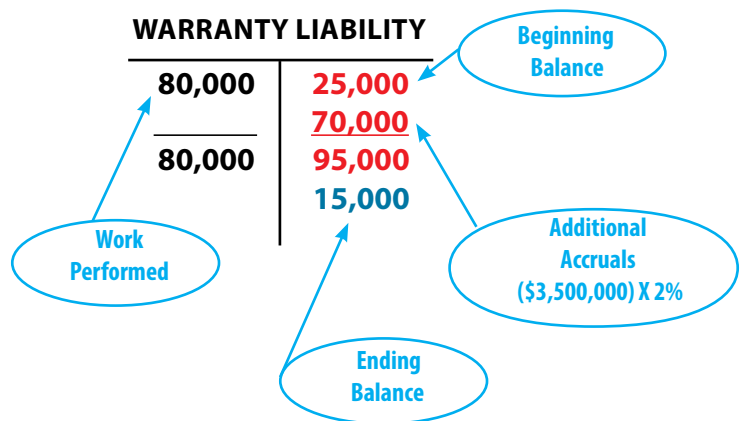 WARRANTY LIABILITY
Beginning
Balance
80,000 25,000
70,000
80,000 95,000
15,000
Work
Performed
Additional
Accruals
($3,500,000) X 2%
Ending
Balance